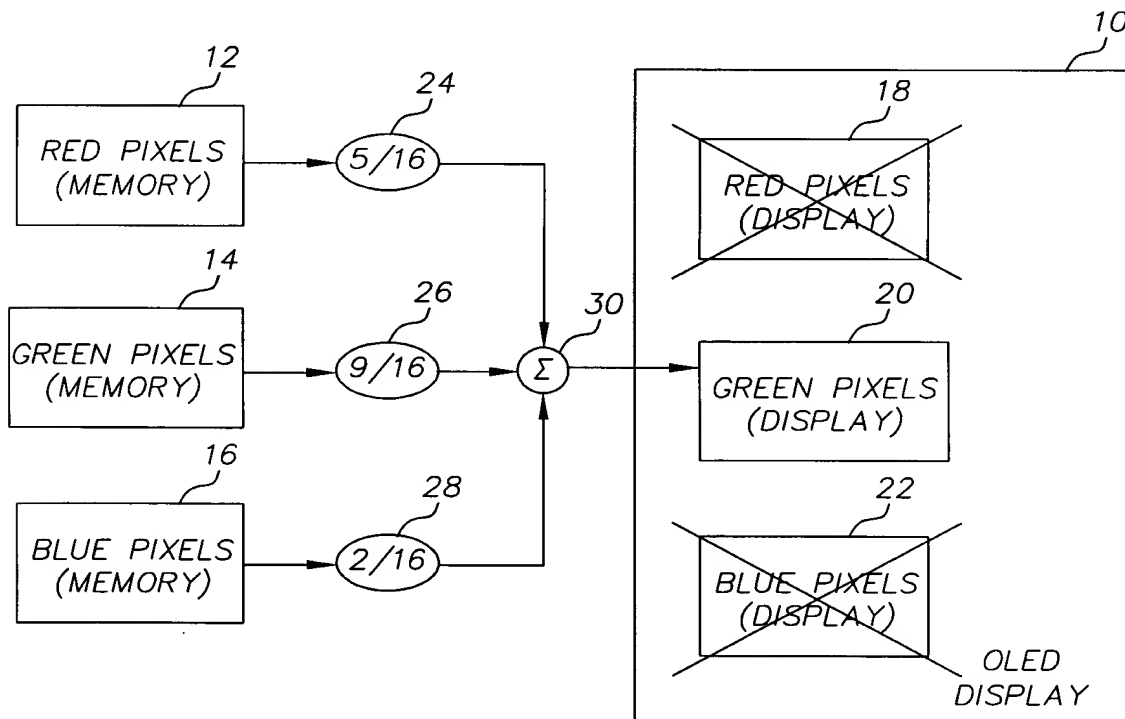 10
12
24
18
RED PIXELS
(MEMORY)
5/16
RED PIXELS
(DISPLAY)
14
26
30
20
GREEN PIXELS
(MEMORY)
9/16
Σ
GREEN PIXELS
(DISPLAY)
16
28
22
BLUE PIXELS
(MEMORY)
2/16
BLUE PIXELS
(DISPLAY)
OLED
DISPLAY